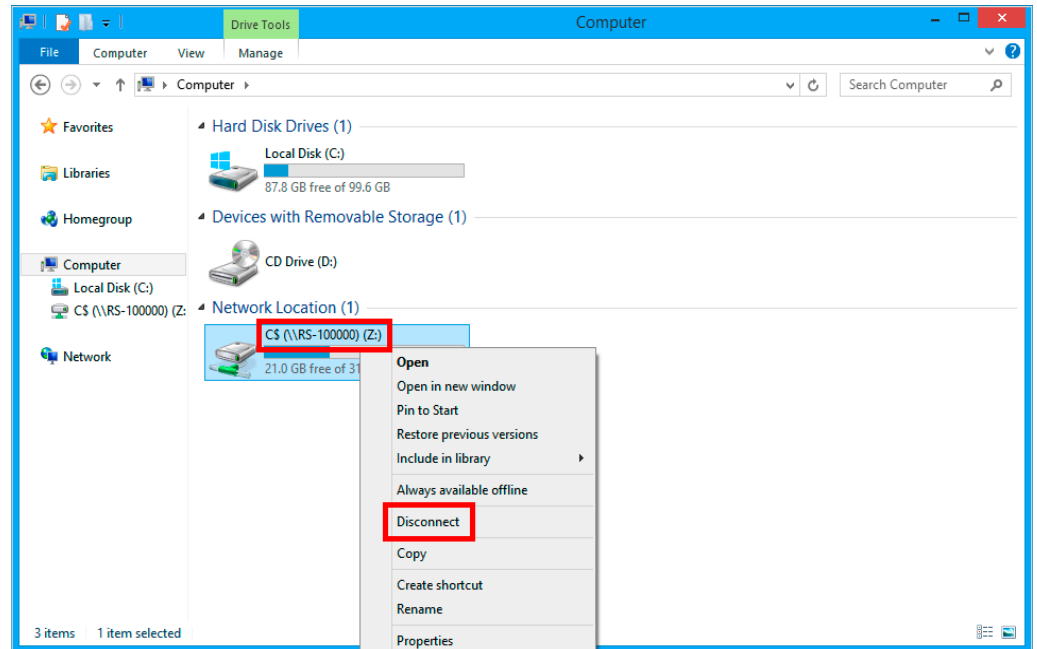 Drive Tools
Computer
File
Computer
View
Manage
Computer
Search Computer
Favorites
Libraries
Homegroup
Computer
Local Disk (C:)
C$ (\\RS-100000) (Z:
Network
Hard Disk Drives (1)
Local Disk (C:)
87.8 GB free of 99.6 GB
Devices with Removable Storage (1)
CD Drive (D:)
Network Location (1)
C$ (\\RS-100000) (Z:)
21.0 GB free of 31
Open
Open in new window
Pin to Start
Restore previous versions
Include in library
Always available offline
Disconnect
Copy
Create shortcut
Rename
Properties
3 items 1 item selected